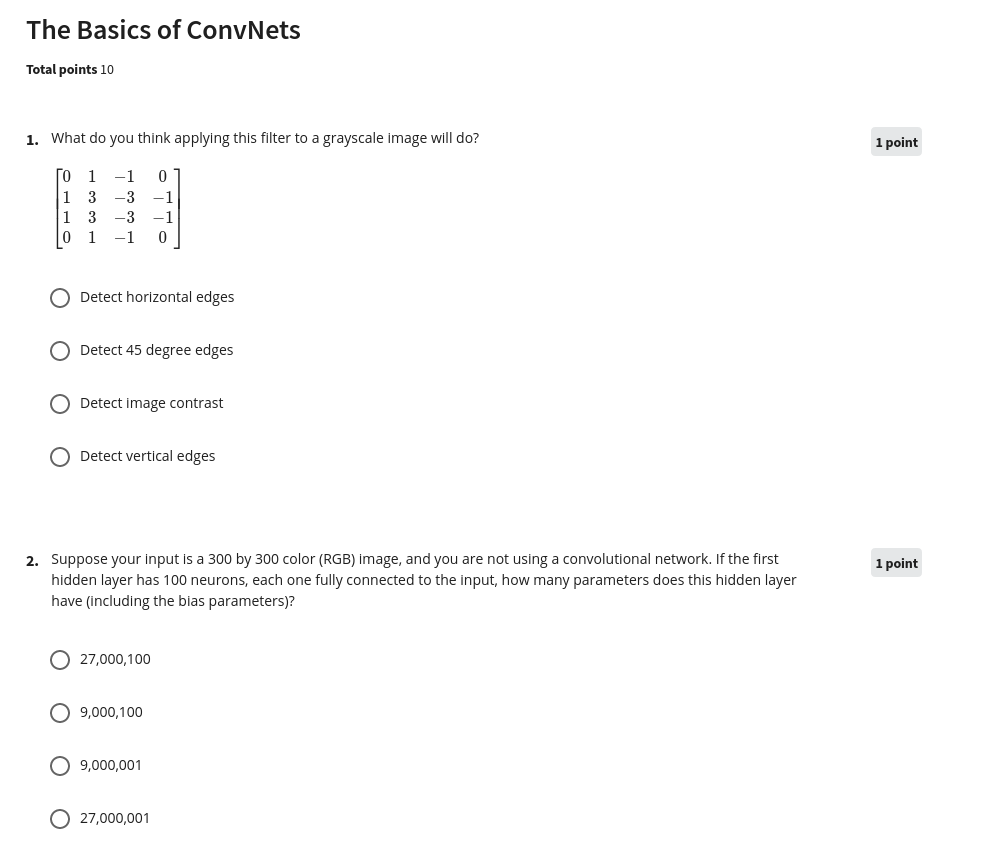 The Basics of ConvNets
Total points 10
1. What do you think applying this filter to a grayscale image will do? 1 point
0 1 −1 0
1 3 −3 −1
1 3 −3 −1
0 1 −1 0
Detect horizontal edges
Detect 45 degree edges
Detect image contrast
Detect vertical edges
2. Suppose your input is a 300 by 300 color (RGB) image, and you are not using a convolutional network. If the first 1 point
hidden layer has 100 neurons, each one fully connected to the input, how many parameters does this hidden layer
have (including the bias parameters)?
27,000,100
9,000,100
9,000,001
27,000,001